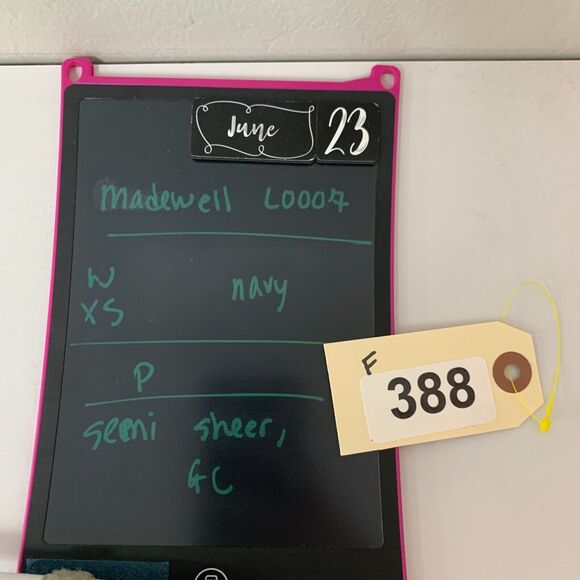 June 23
Madewell L0007
W navy
XS
P
semi sheer,
GC
F
388